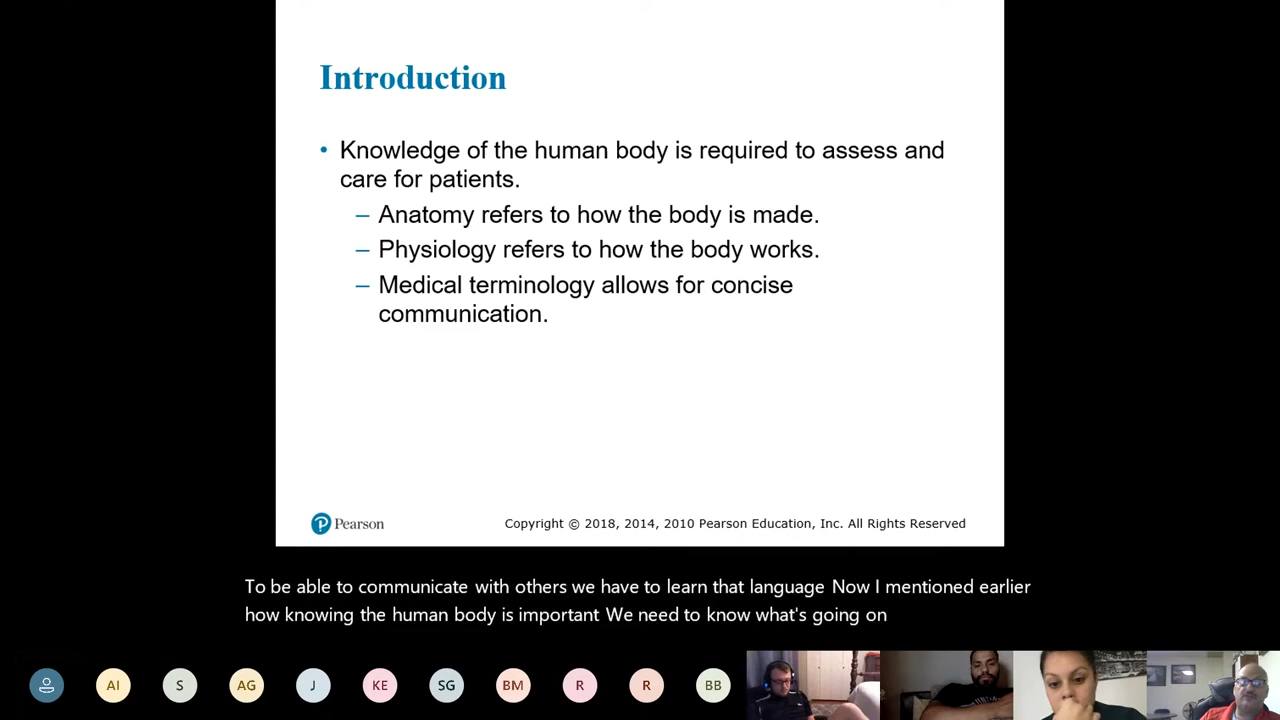 Introduction
• Knowledge of the human body is required to assess and
care for patients.
– Anatomy refers to how the body is made.
– Physiology refers to how the body works.
– Medical terminology allows for concise
communication.
Pearson
Copyright © 2018, 2014, 2010 Pearson Education, Inc. All Rights Reserved
To be able to communicate with others we have to learn that language Now I mentioned earlier
how knowing the human body is important We need to know what's going on
AI S AG J KE SG BM R R BB